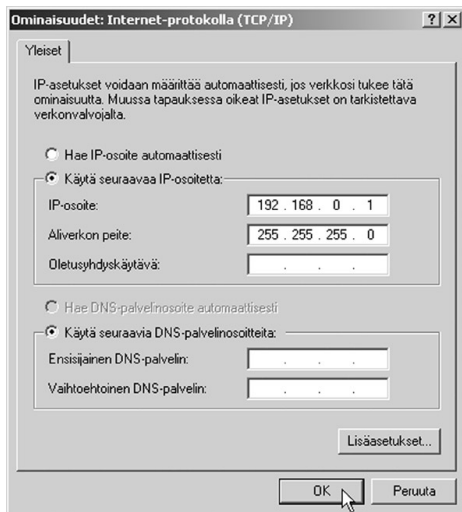 Ominaisuudet: Internet-protokolla (TCP/IP)
Yleiset
IP-asetukset voidaan määrittää automaattisesti, jos verkkosi tukee tätä
ominaisuutta. Muussa tapauksessa oikeat IP-asetukset on tarkistettava
verkonvalvojalta.
Hae IP-osoite automaattisesti
Käytä seuraavaa IP-osoitetta:
IP-osoite: 192 . 168 . 0 . 1
Aliverkon peite: 255 . 255 . 255 . 0
Oletusyhdyskäytävä: . . .
Hae DNS-palvelinosoite automaattisesti
Käytä seuraavia DNS-palvelinosoitteita:
Ensisijainen DNS-palvelin: . . .
Vaihtoehtoinen DNS-palvelin: . . .
Lisäasetukset...
OK Peruuta